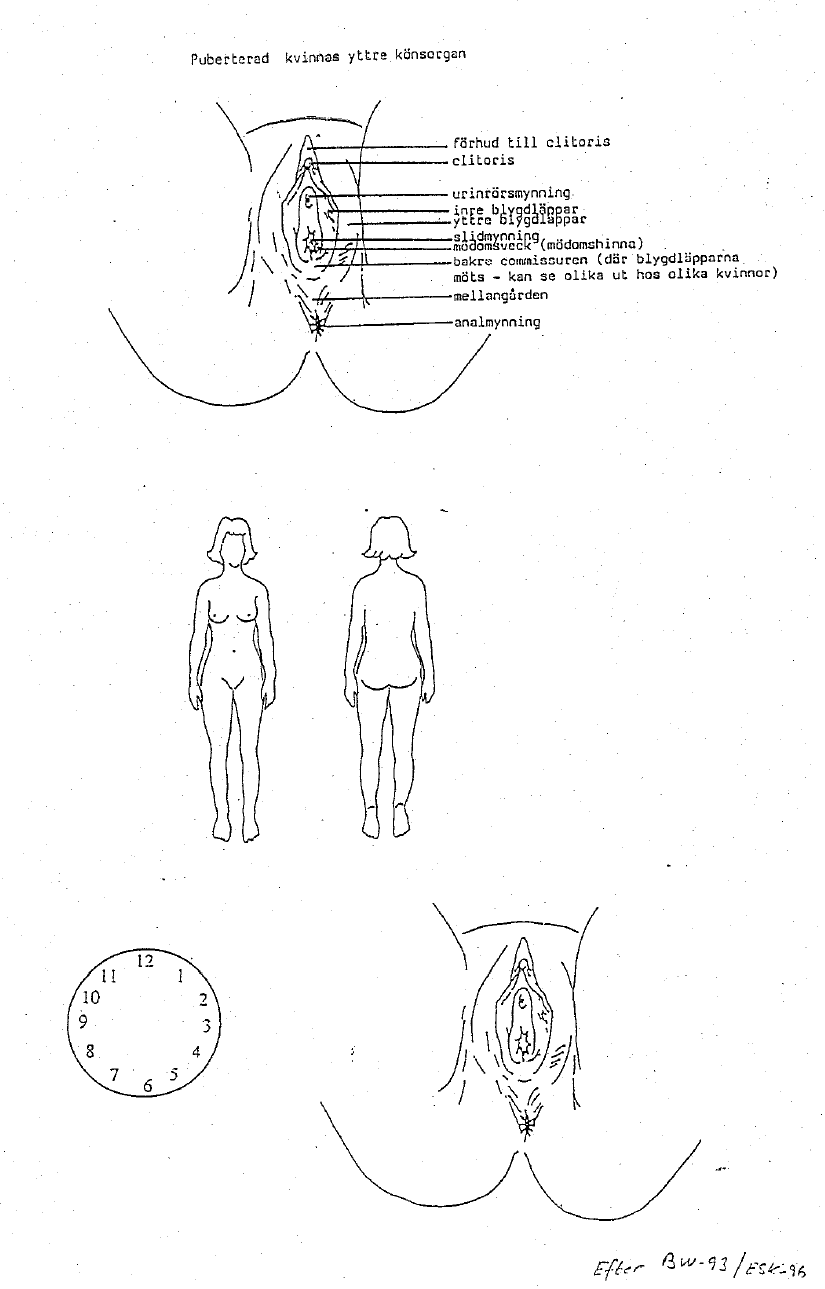 Puberterad kvinnas yttre könsorgan
förhud till clitoris
clitoris
urinrörsmynning
inre blygdläppar
yttre blygdläppar
slidmynning
mödomsveck (mödomshinna)
bakre commissuren (där blygdläpparna
möts - kan se olika ut hos olika kvinnor)
mellangården
analmynning
12
11 1
10 2
9 3
8 4
7 5
6
Efter BW-93/ESK-96